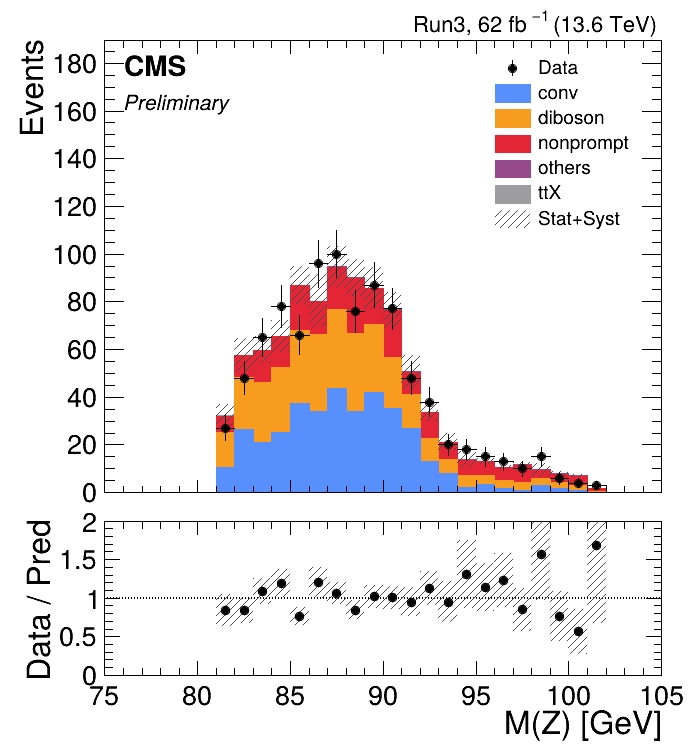 Run3, 62 fb⁻¹ (13.6 TeV)
Events
180
160
140
120
100
80
60
40
20
0
CMS
Preliminary
Data
conv
diboson
nonprompt
others
ttX
Stat+Syst
Data / Pred
2
1.5
1
0.5
0
75
80
85
90
95
100
105
M(Z) [GeV]